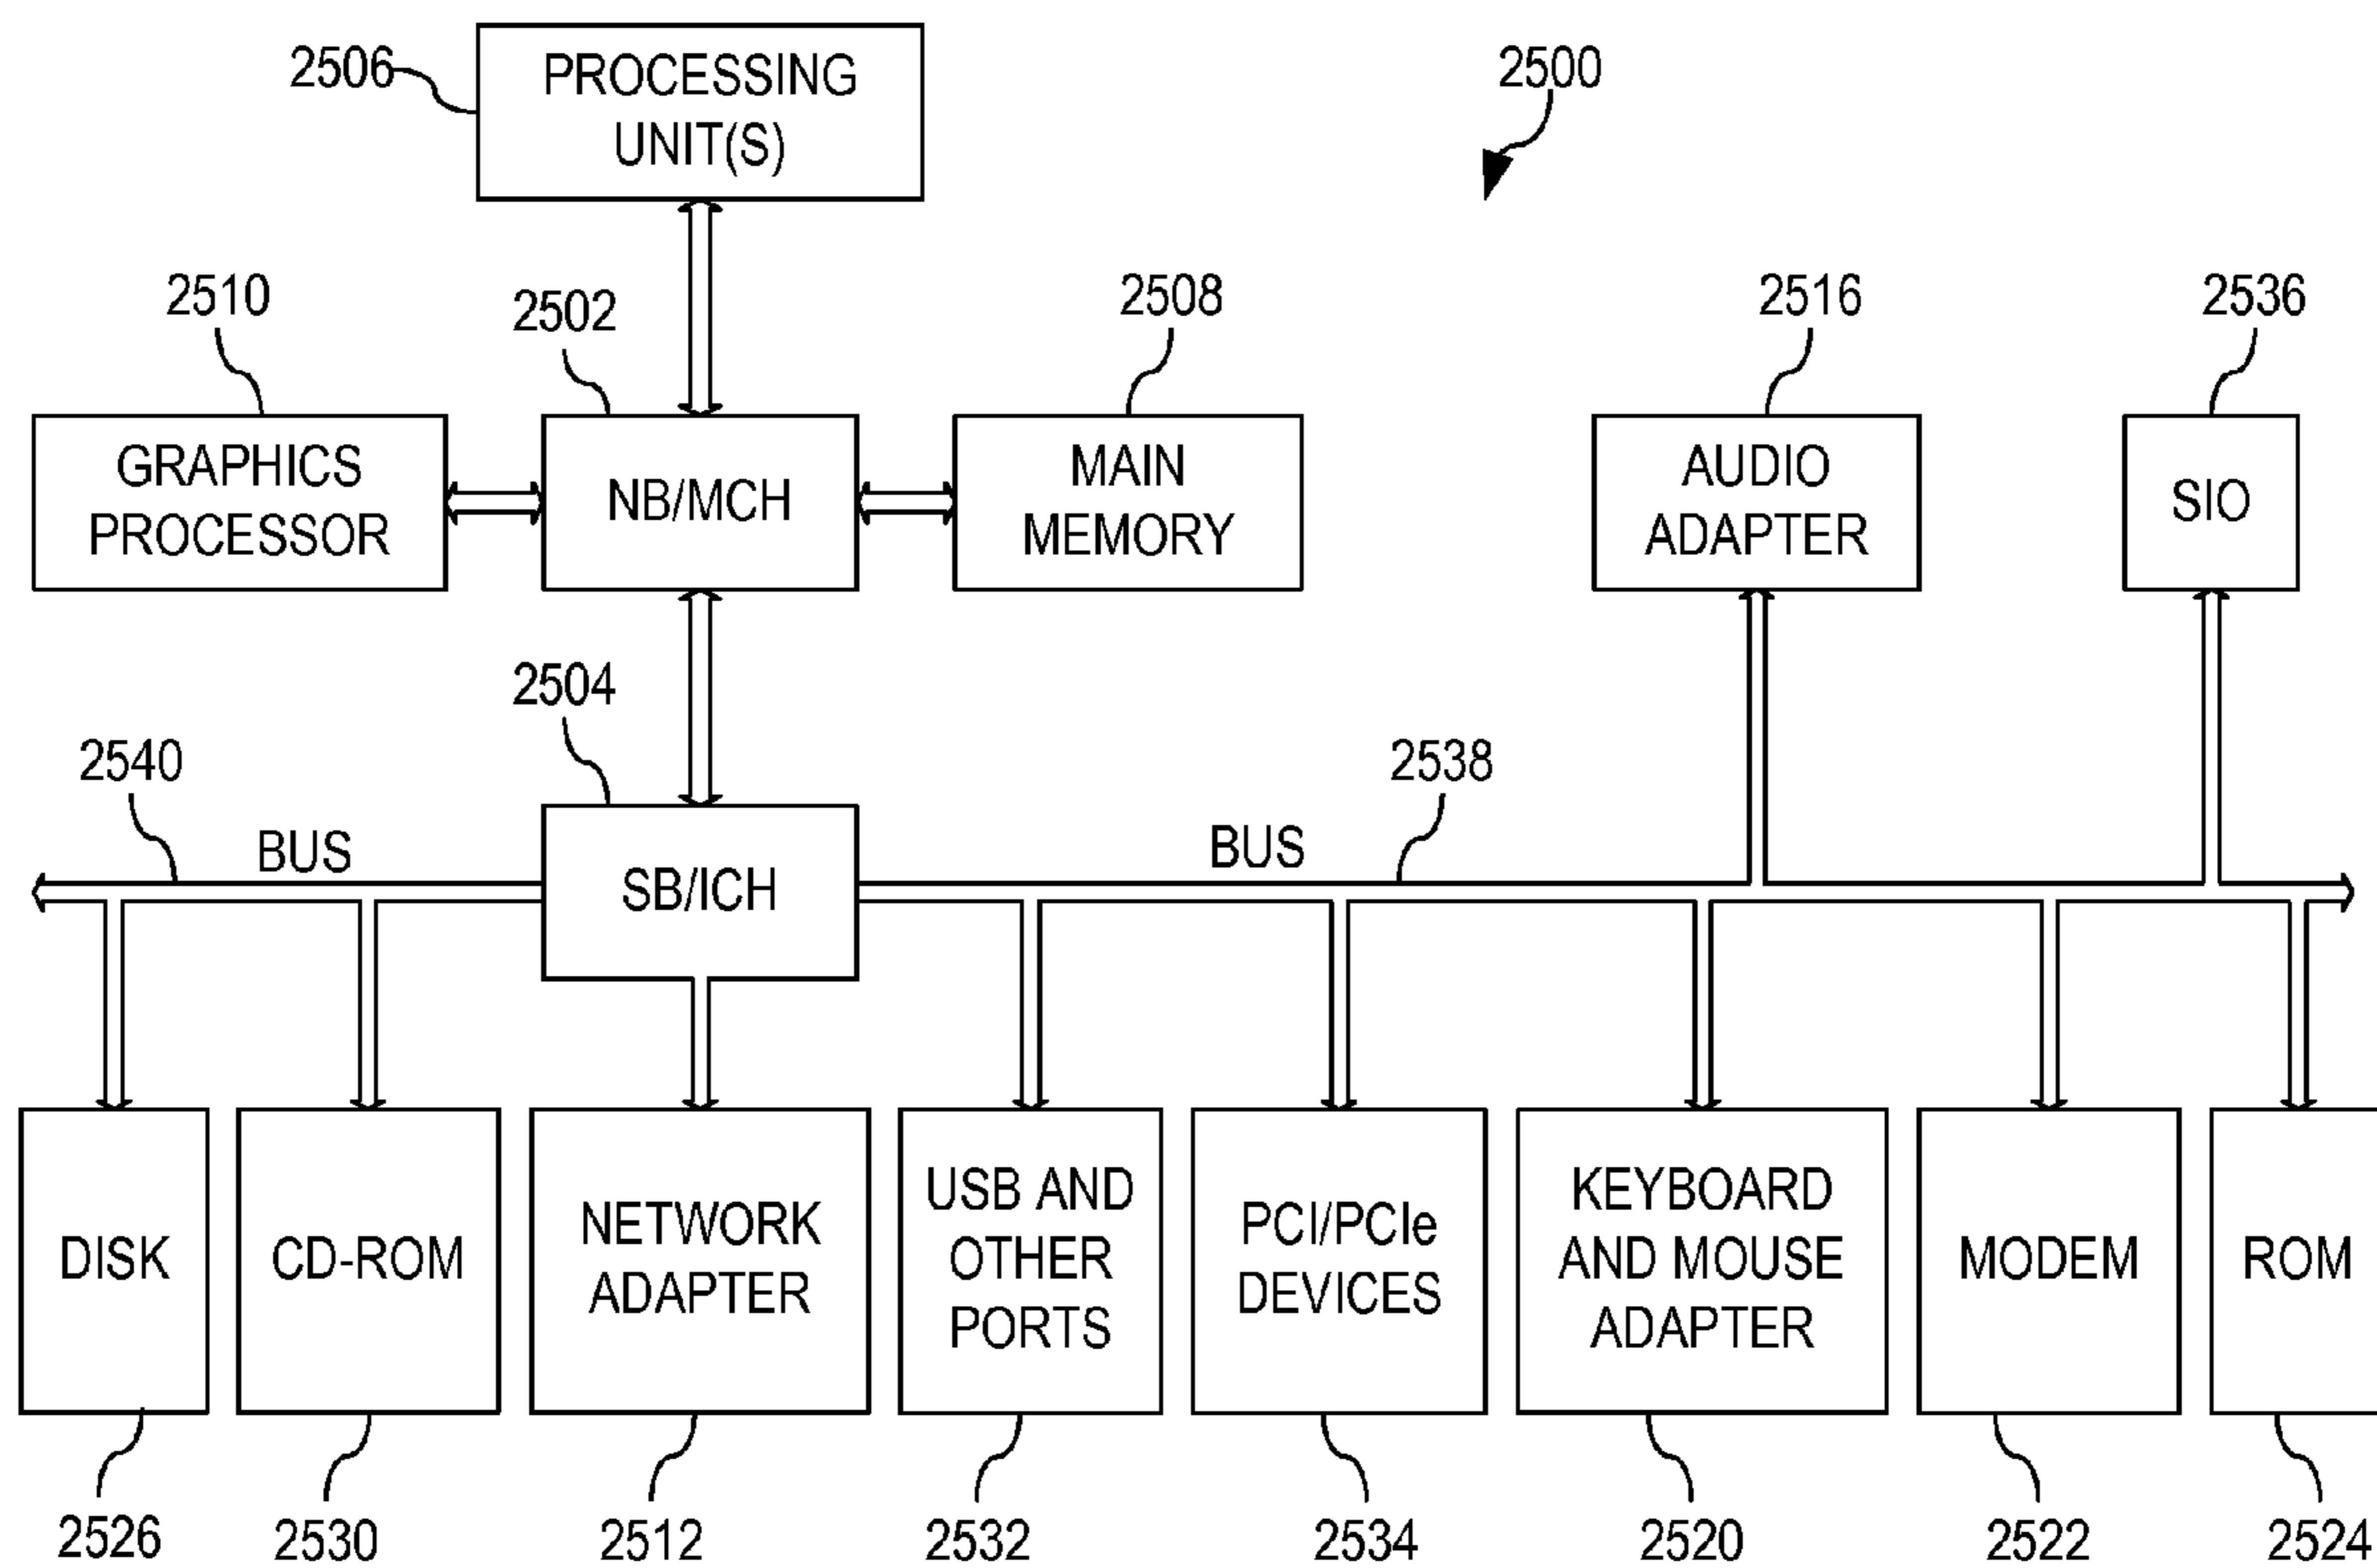 2506
PROCESSING
UNIT(S)
2500
2510
2502
2508
2516
2536
GRAPHICS
PROCESSOR
NB/MCH
MAIN
MEMORY
AUDIO
ADAPTER
SIO
2504
2540
2538
BUS
BUS
SB/ICH
DISK
CD-ROM
NETWORK
ADAPTER
USB AND
OTHER
PORTS
PCI/PCIe
DEVICES
KEYBOARD
AND MOUSE
ADAPTER
MODEM
ROM
2526
2530
2512
2532
2534
2520
2522
2524